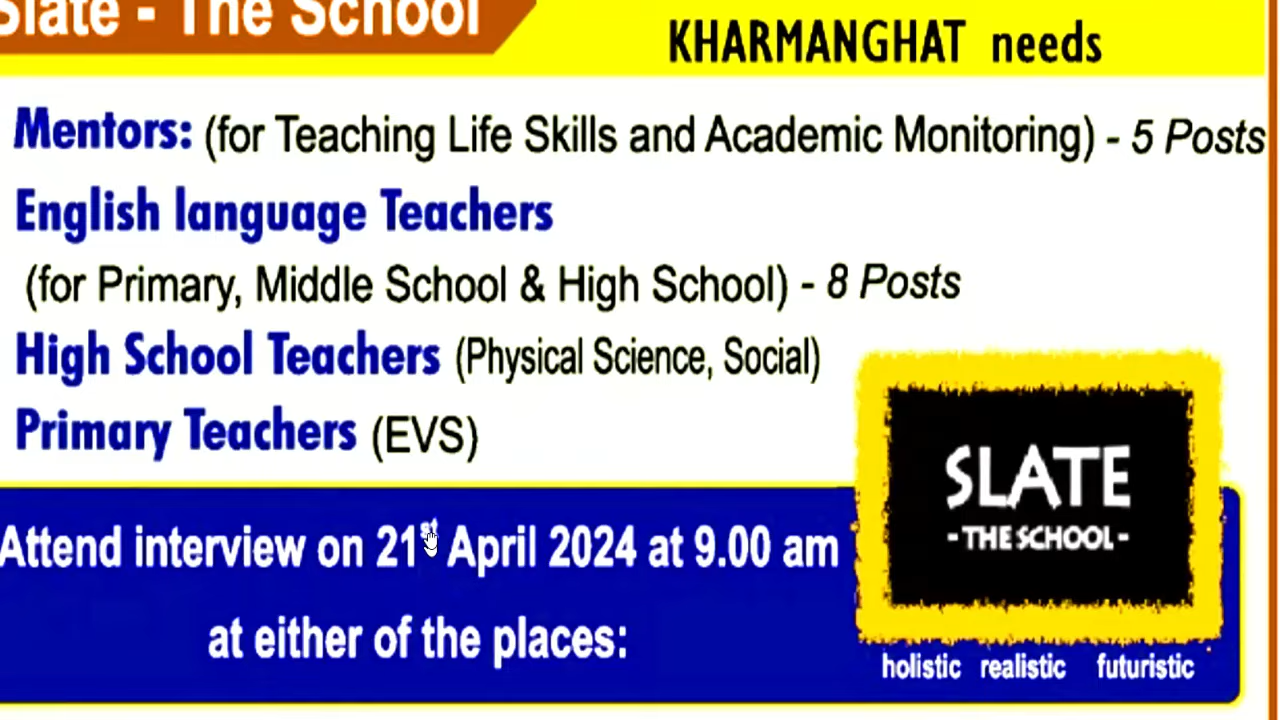 Slate - The School
KHARMANGHAT needs
Mentors: (for Teaching Life Skills and Academic Monitoring) - 5 Posts
English language Teachers
(for Primary, Middle School & High School) - 8 Posts
High School Teachers (Physical Science, Social)
Primary Teachers (EVS)
Attend interview on 21st April 2024 at 9.00 am
at either of the places:
SLATE
-THE SCHOOL-
holistic realistic futuristic